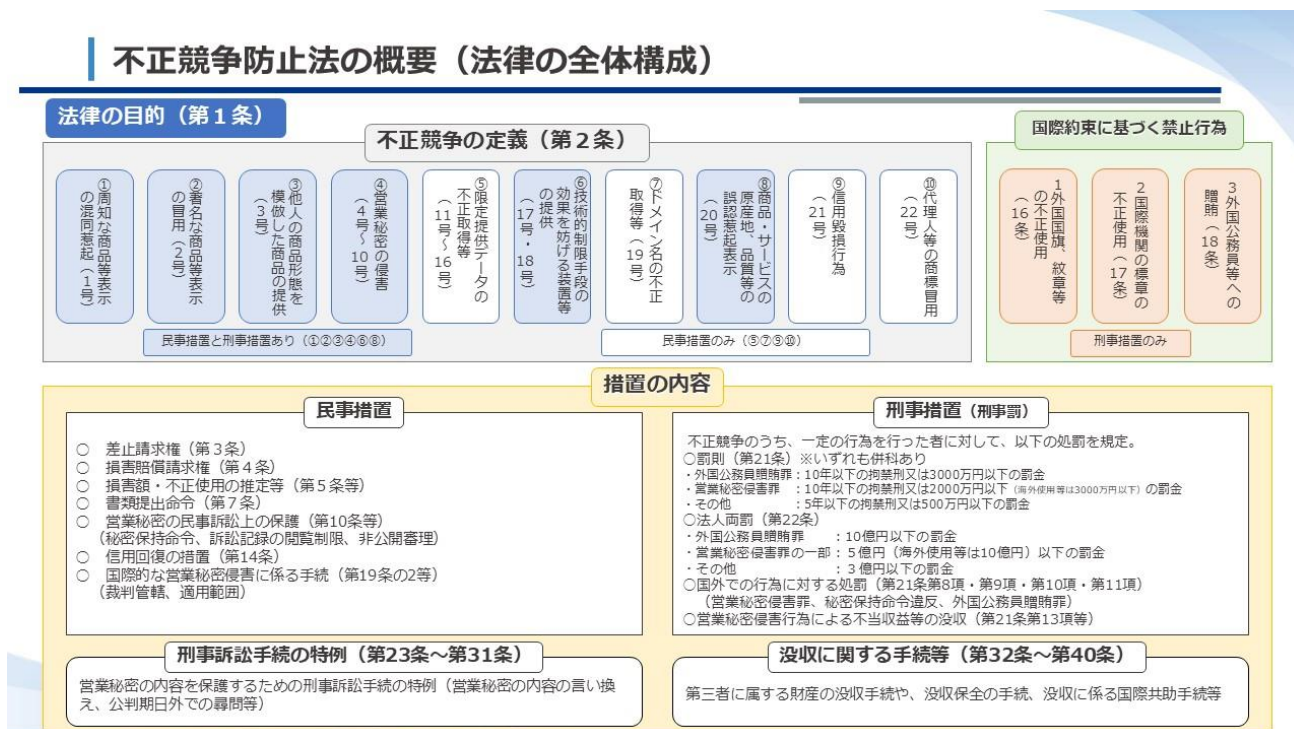 不正競争防止法の概要（法律の全体構成）
法律の目的（第１条）
不正競争の定義（第２条）
①周知な商品等表示
の混同惹起（１号）
②著名な商品等表示
の冒用（２号）
③他人の商品形態を
模倣した商品の提供
（３号）
④営業秘密の侵害
（４号～10号）
⑤限定提供データの
不正取得等
（11号～16号）
⑥技術的制限手段の
効果を妨げる装置等
の提供
（17号・18号）
⑦ドメイン名の不正
取得等（19号）
⑧商品・サービスの
原産地、品質等の
誤認惹起表示
（20号）
⑨信用毀損行為
（21号）
⑩代理人等の商標冒用
（22号）
民事措置と刑事措置あり（①②③④⑥⑧）
民事措置のみ（⑤⑦⑨⑩）
国際約束に基づく禁止行為
１外国国旗、紋章等
の不正使用
（16条）
２国際機関の標章の
不正使用（17条）
３外国公務員等への
贈賄（18条）
刑事措置のみ
措置の内容
民事措置
○ 差止請求権（第３条）
○ 損害賠償請求権（第４条）
○ 損害額・不正使用の推定等（第５条等）
○ 書類提出命令（第７条）
○ 営業秘密の民事訴訟上の保護（第10条等）
（秘密保持命令、訴訟記録の閲覧制限、非公開審理）
○ 信用回復の措置（第14条）
○ 国際的な営業秘密侵害に係る手続（第19条の2等）
（裁判管轄、適用範囲）
刑事措置（刑事罰）
不正競争のうち、一定の行為を行った者に対して、以下の処罰を規定。
○罰則（第21条）※いずれも併科あり
・外国公務員贈賄罪：10年以下の拘禁刑又は3000万円以下の罰金
・営業秘密侵害罪 ：10年以下の拘禁刑又は2000万円以下（海外使用等は3000万円以下）の罰金
・その他 ：5年以下の拘禁刑又は500万円以下の罰金
○法人両罰（第22条）
・外国公務員贈賄罪 ：10億円以下の罰金
・営業秘密侵害罪の一部：５億円（海外使用等は10億円）以下の罰金
・その他 ：３億円以下の罰金
○国外での行為に対する処罰（第21条第8項・第9項・第10項・第11項）
（営業秘密侵害罪、秘密保持命令違反、外国公務員贈賄罪）
○営業秘密侵害行為による不当収益等の没収（第21条第13項等）
刑事訴訟手続の特例（第23条～第31条）
営業秘密の内容を保護するための刑事訴訟手続の特例（営業秘密の内容の言い換
え、公判期日外での尋問等）
没収に関する手続等（第32条～第40条）
第三者に属する財産の没収手続や、没収保全の手続、没収に係る国際共助手続等